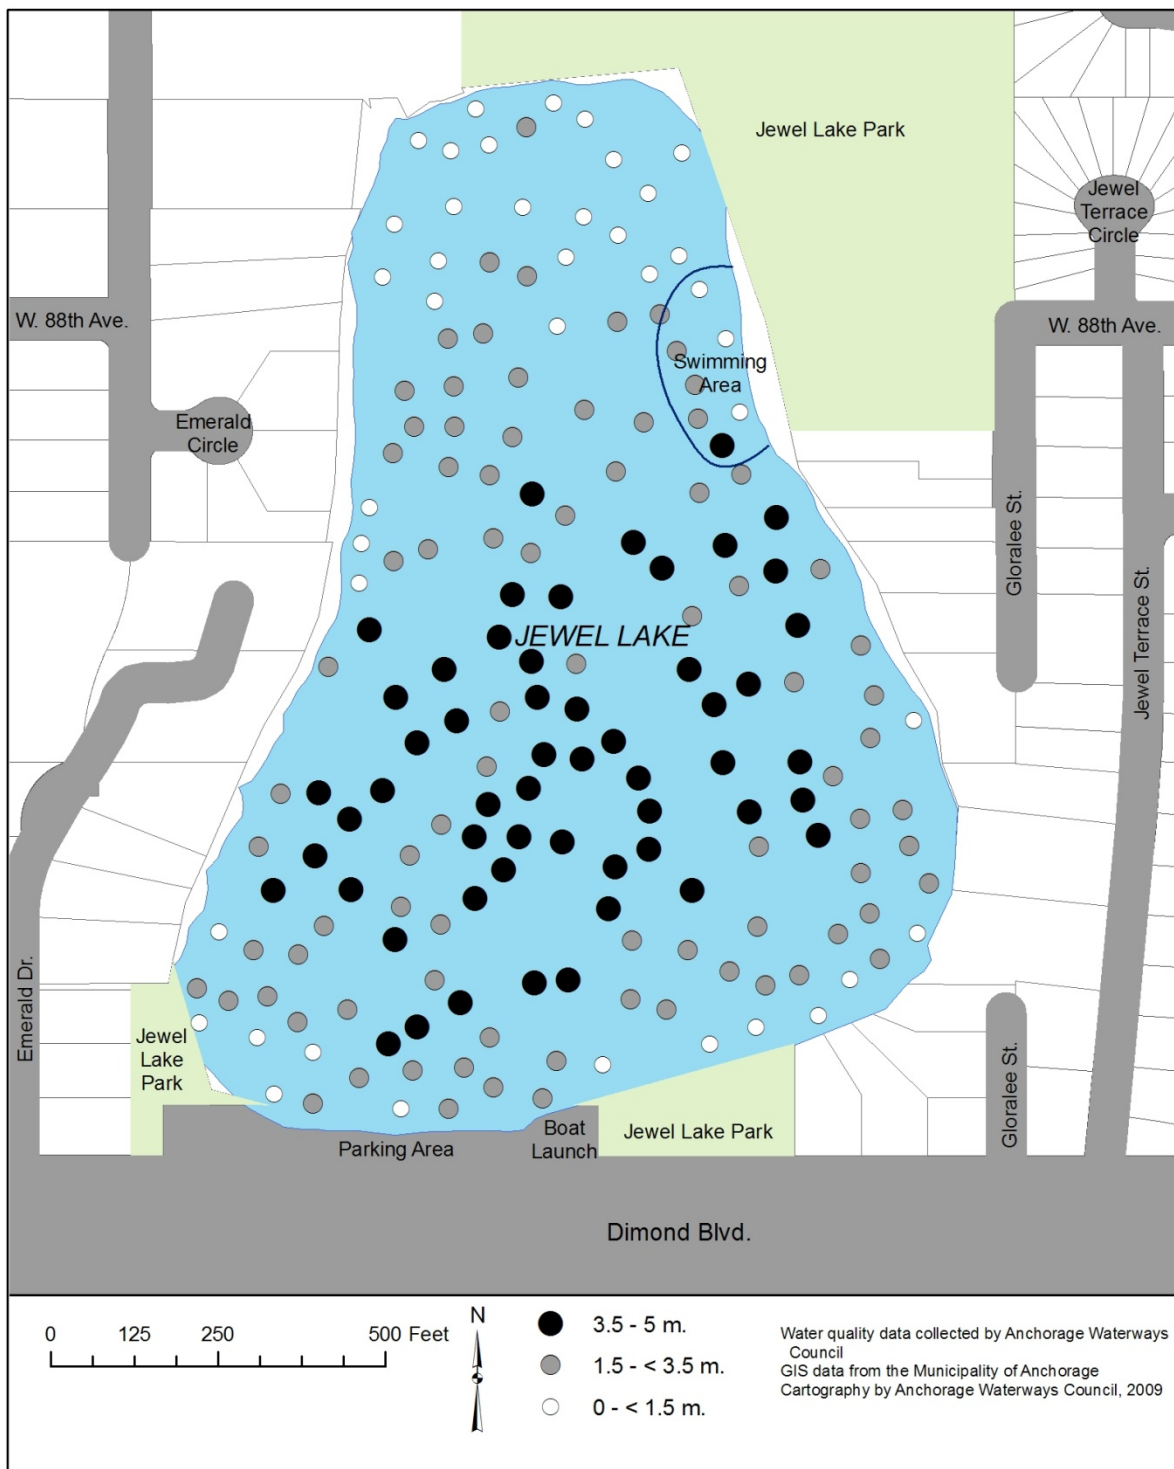 Jewel Lake Park
Jewel
Terrace
Circle
W. 88th Ave.
W. 88th Ave.
Swimming
Area
Emerald
Circle
Gloralee St.
Jewel Terrace St.
JEWEL LAKE
Emerald Dr.
Jewel
Lake
Park
Gloralee St.
Parking Area
Boat
Launch
Jewel Lake Park
Dimond Blvd.
0 125 250 500 Feet
N
3.5 - 5 m.
1.5 - < 3.5 m.
0 - < 1.5 m.
Water quality data collected by Anchorage Waterways
Council
GIS data from the Municipality of Anchorage
Cartography by Anchorage Waterways Council, 2009